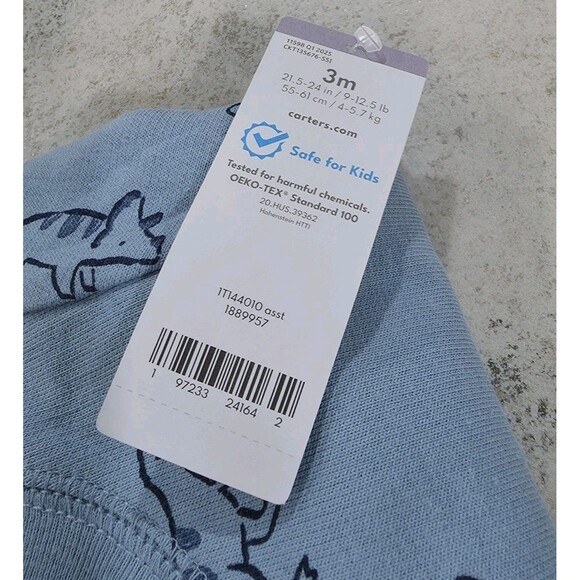 11598 Q1 2025
CKT135676-SS1
3m
21.5-24 in / 9-12.5 lb
55-61 cm / 4-5.7 kg
carters.com
Safe for Kids
Tested for harmful chemicals.
OEKO-TEX® Standard 100
20.HUS.39362
Hohenstein HTTI
1T144010 asst
1889957
1 97233 24164 2